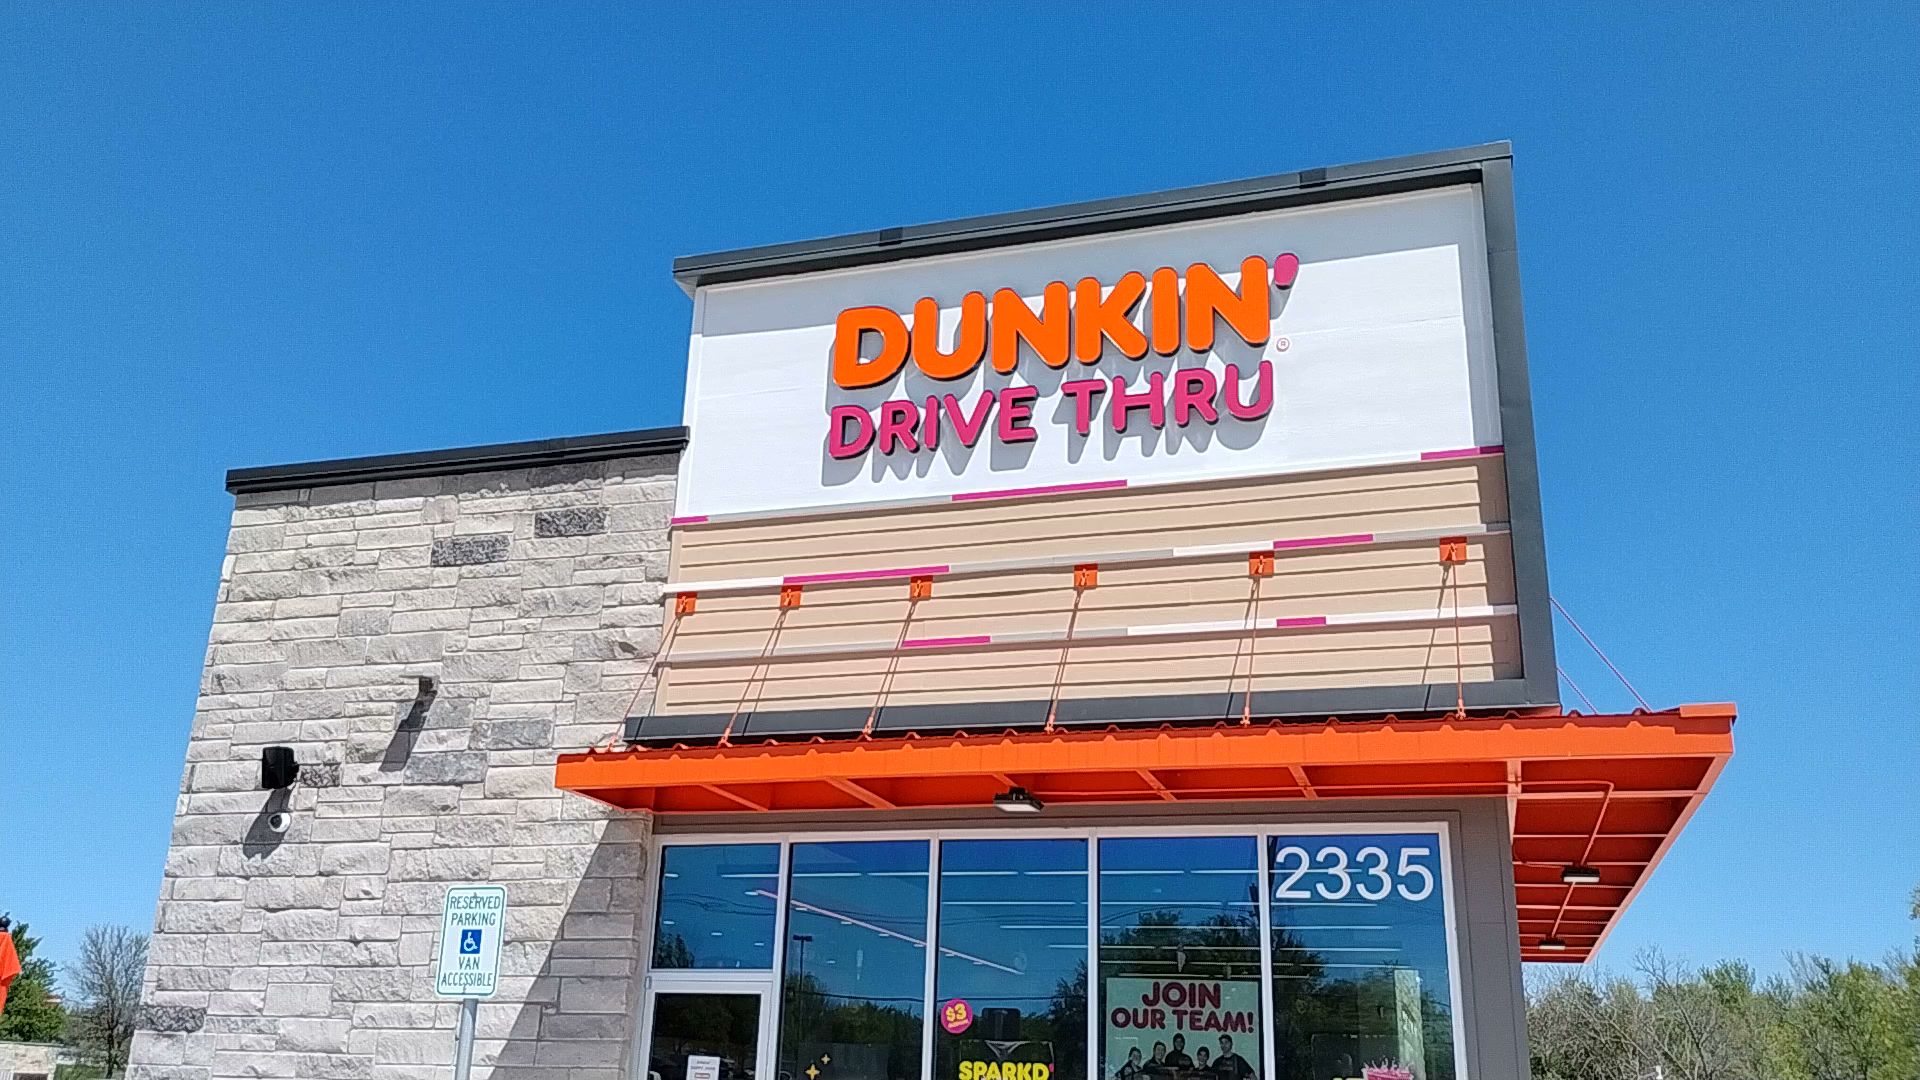 DUNKIN'®
DRIVE THRU
2335
RESERVED
PARKING
VAN
ACCESSIBLE
JOIN
OUR TEAM!
$3
SPARKD'